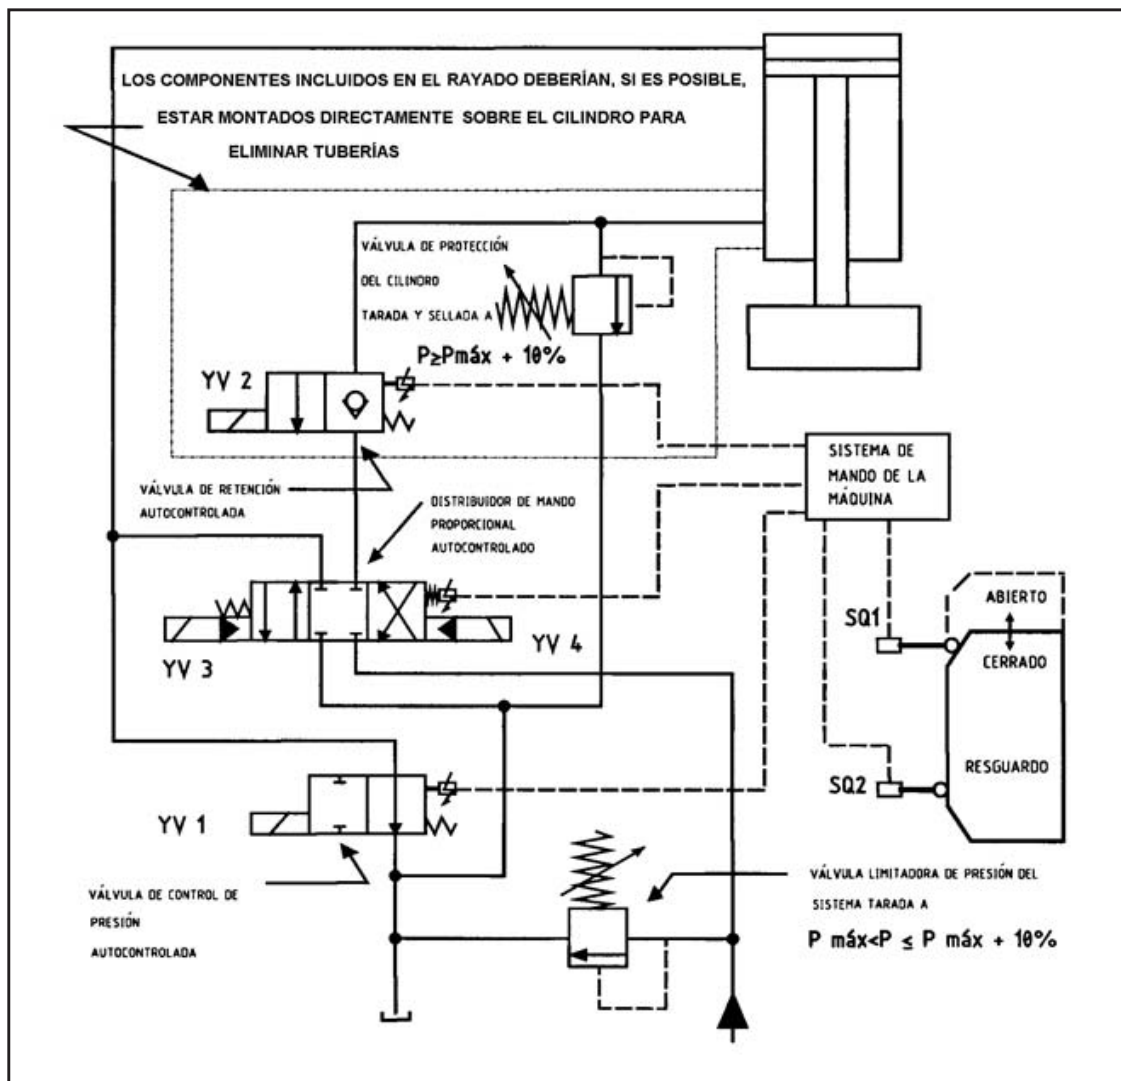 LOS COMPONENTES INCLUIDOS EN EL RAYADO DEBERÍAN, SI ES POSIBLE,
ESTAR MONTADOS DIRECTAMENTE SOBRE EL CILINDRO PARA
ELIMINAR TUBERÍAS
VÁLVULA DE PROTECCIÓN
DEL CILINDRO
TARADA Y SELLADA A
P≥Pmáx + 10%
YV 2
VÁLVULA DE RETENCIÓN
AUTOCONTROLADA
DISTRIBUIDOR DE MANDO
PROPORCIONAL
AUTOCONTROLADO
SISTEMA DE
MANDO DE LA
MÁQUINA
YV 3
YV 4
SQ1
ABIERTO
CERRADO
RESGUARDO
SQ2
YV 1
VÁLVULA DE CONTROL DE
PRESIÓN
AUTOCONTROLADA
VÁLVULA LIMITADORA DE PRESIÓN DEL
SISTEMA TARADA A
P máx<P ≤ P máx + 10%